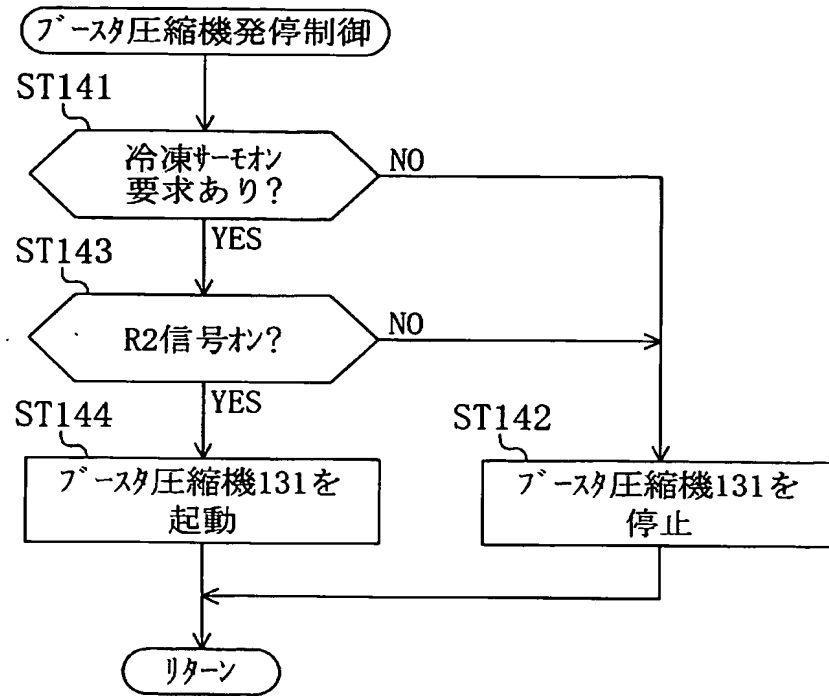 ブースタ圧縮機発停制御
ST141
冷凍サーモオン
要求あり?
NO
YES
ST143
R2信号オン?
NO
YES
ST144
ST142
ブースタ圧縮機131を
起動
ブースタ圧縮機131を
停止
リターン